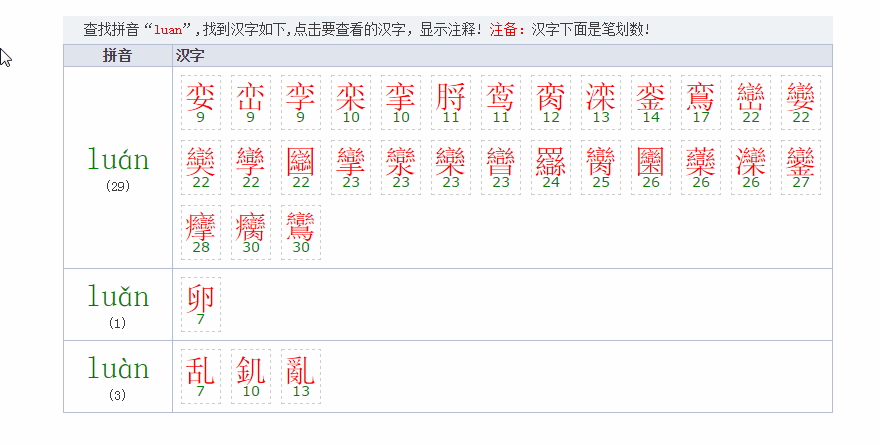 查找拼音“luan”,找到汉字如下,点击要查看的汉字，显示注释! 注备：汉字下面是笔划数!
拼音 汉字
luán
(29)
娈 峦 孪 栾 挛 脟 鸾 脔 滦 銮 鵉 巒 孌
9 9 9 10 10 11 11 12 13 14 17 22 22
奱 孿 圝 攣 灓 欒 曫 羉 臠 圞 虊 灤 鑾
22 22 22 23 23 23 23 24 25 26 26 26 27
癴 癵 鸞
28 30 30
luǎn
(1)
卵
7
luàn
(3)
乱 釠 亂
7 10 13